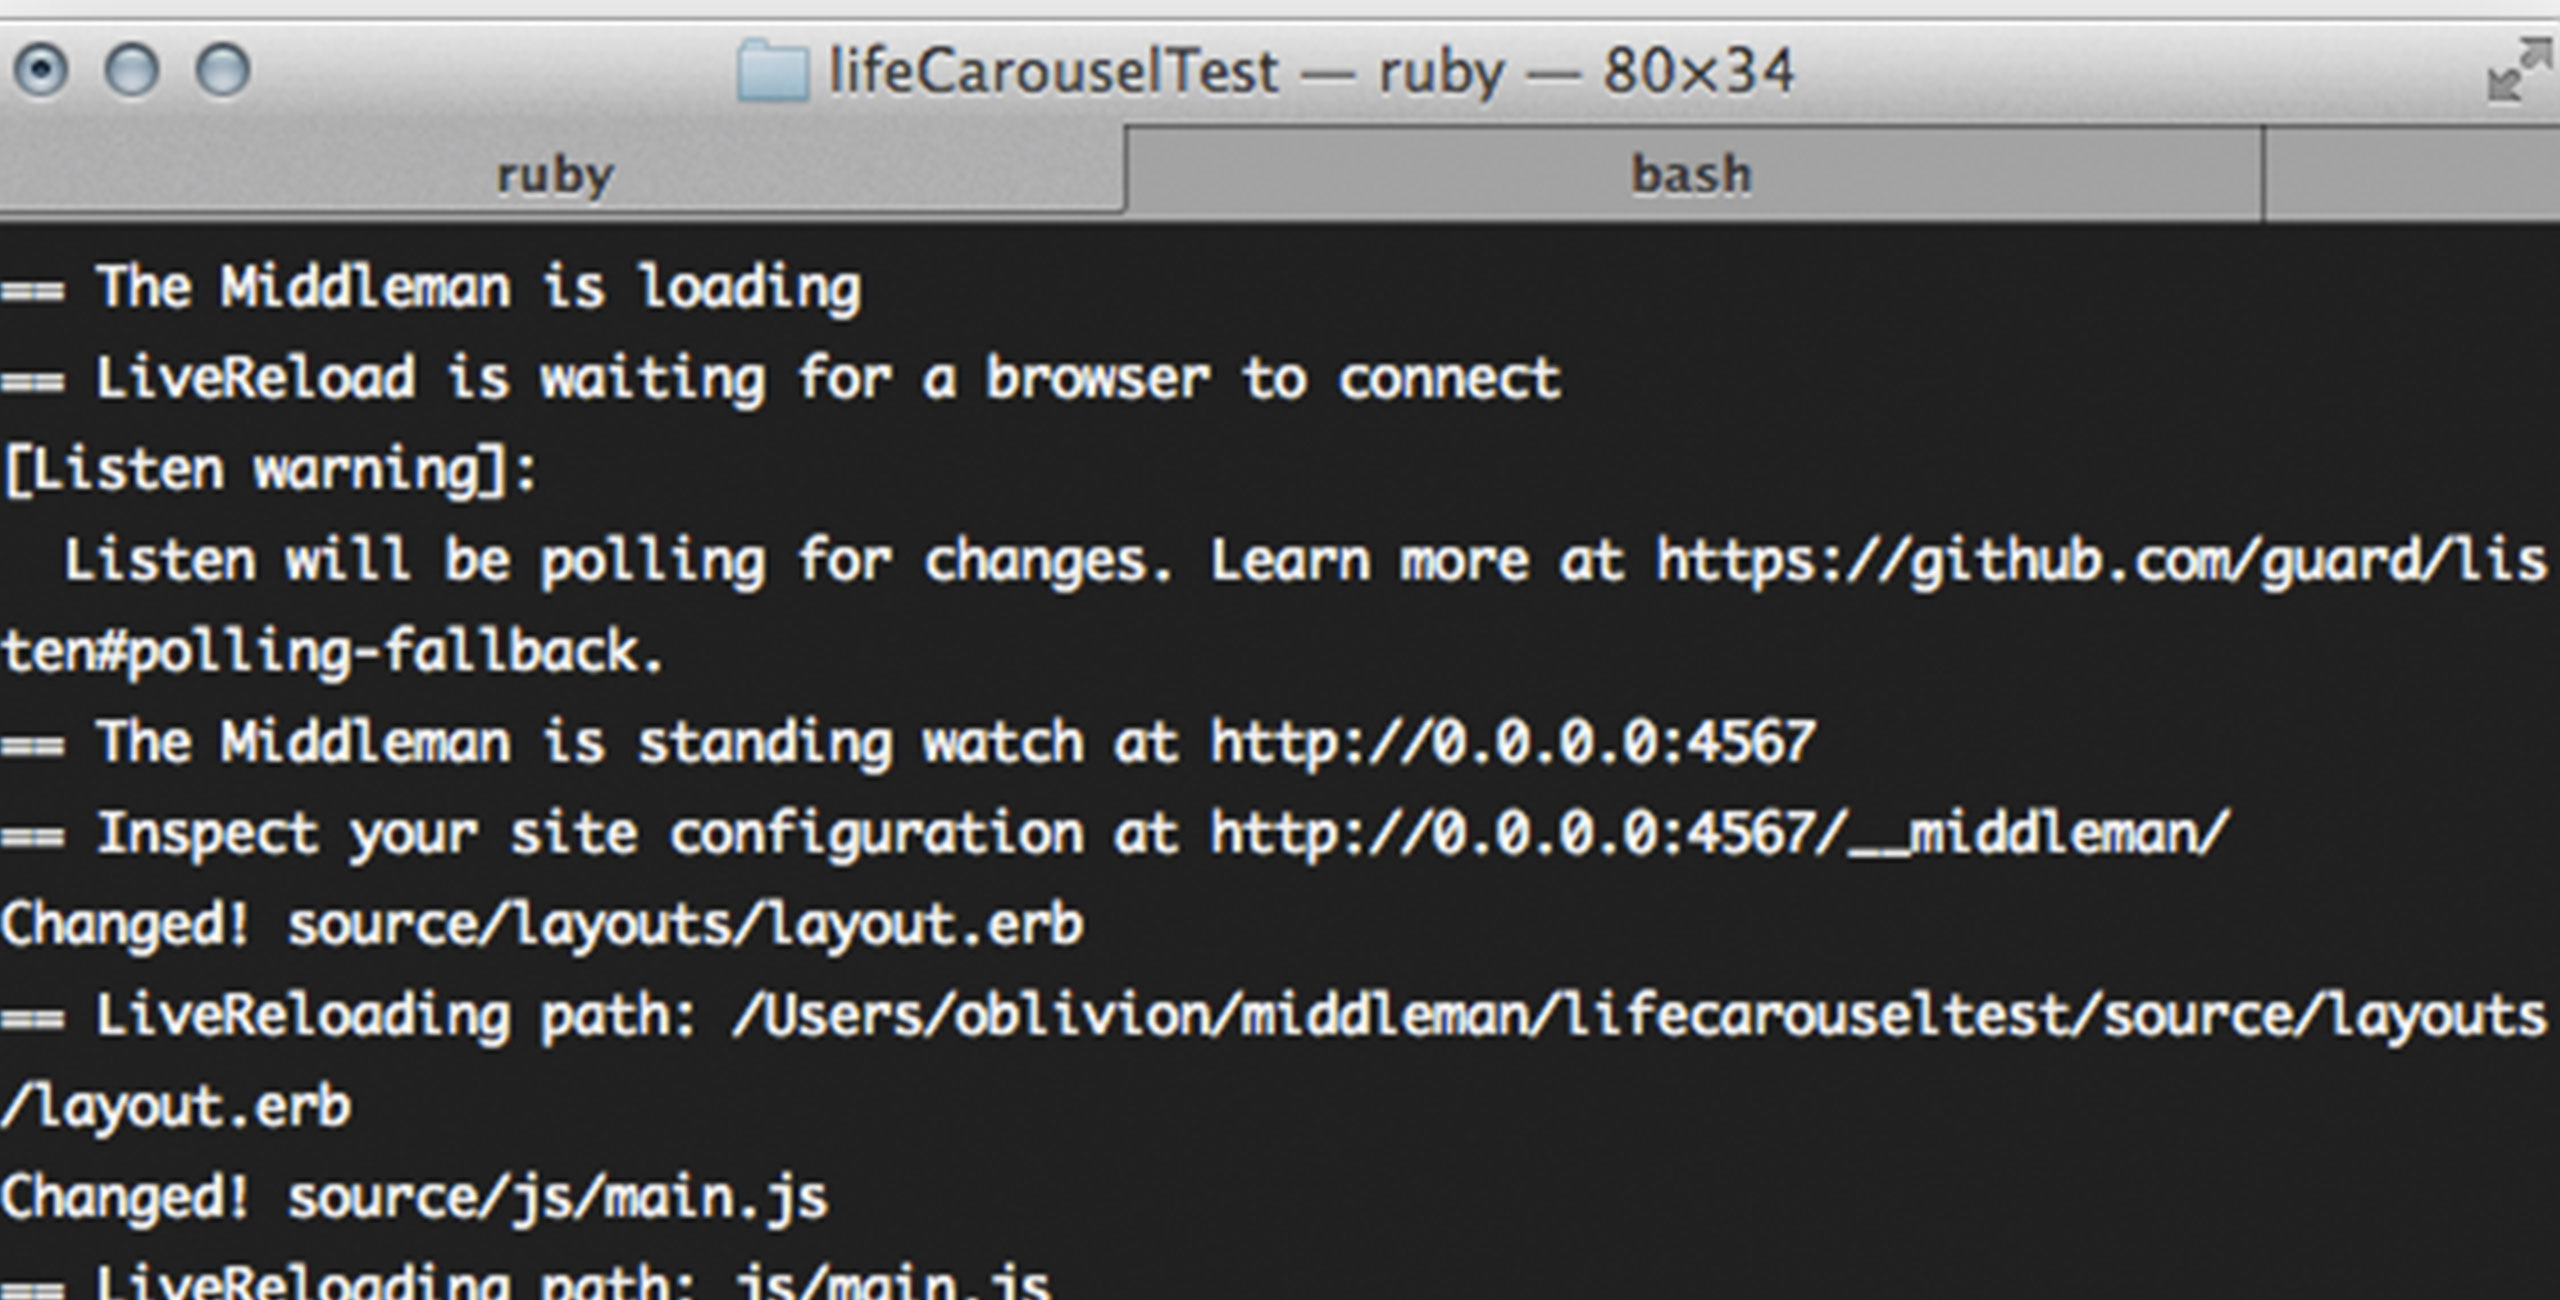 lifeCarouselTest — ruby — 80×34
ruby bash
== The Middleman is loading
== LiveReload is waiting for a browser to connect
[Listen warning]:
  Listen will be polling for changes. Learn more at https://github.com/guard/lis
ten#polling-fallback.
== The Middleman is standing watch at http://0.0.0.0:4567
== Inspect your site configuration at http://0.0.0.0:4567/__middleman/
Changed! source/layouts/layout.erb
== LiveReloading path: /Users/oblivion/middleman/lifecarouseltest/source/layouts
/layout.erb
Changed! source/js/main.js
== LiveReloading path: js/main.js